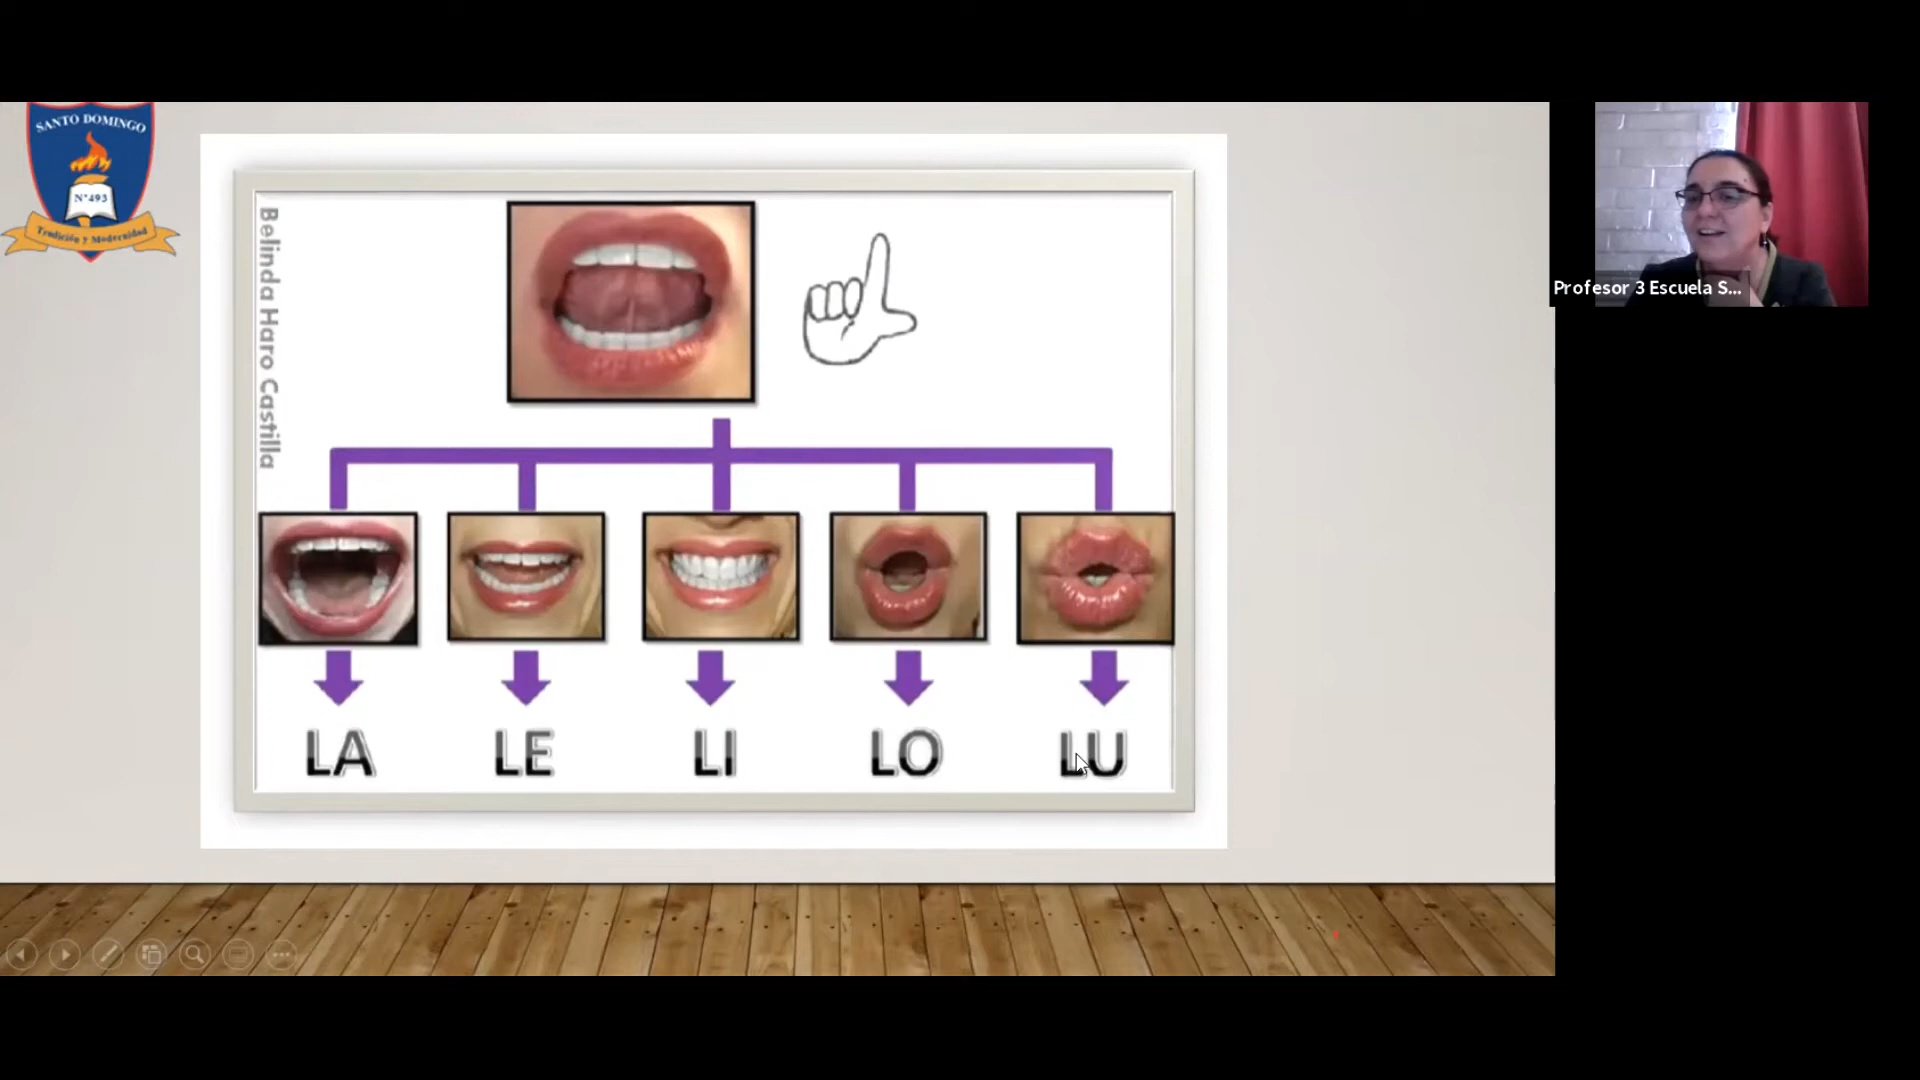 SANTO DOMINGO
N°493
Tradición y Modernidad
Belinda Haro Castilla
LA
LE
LI
LO
LU
Profesor 3 Escuela S...